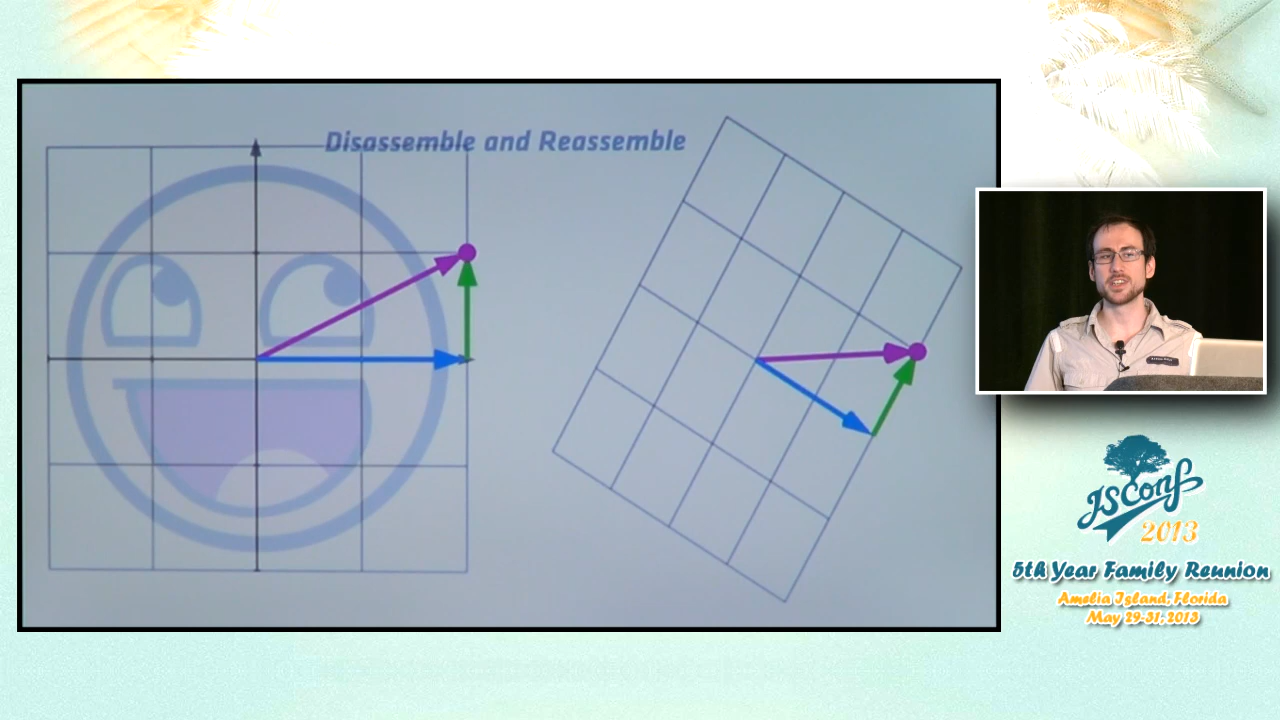 Disassemble and Reassemble
JSConf
2013
5th Year Family Reunion
Amelia Island, Florida
May 29-31, 2013